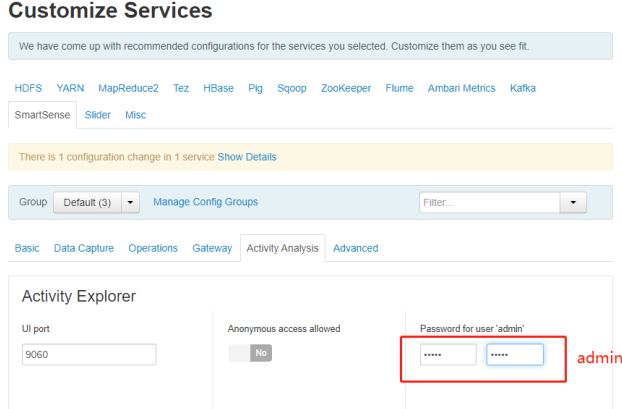 Customize Services
We have come up with recommended configurations for the services you selected. Customize them as you see fit.
HDFS YARN MapReduce2 Tez HBase Pig Sqoop ZooKeeper Flume Ambari Metrics Kafka
SmartSense Slider Misc
There is 1 configuration change in 1 service Show Details
Group Default (3) Manage Config Groups Filter...
Basic Data Capture Operations Gateway Activity Analysis Advanced
Activity Explorer
UI port Anonymous access allowed Password for user 'admin'
9060 No ••••• ••••• admin